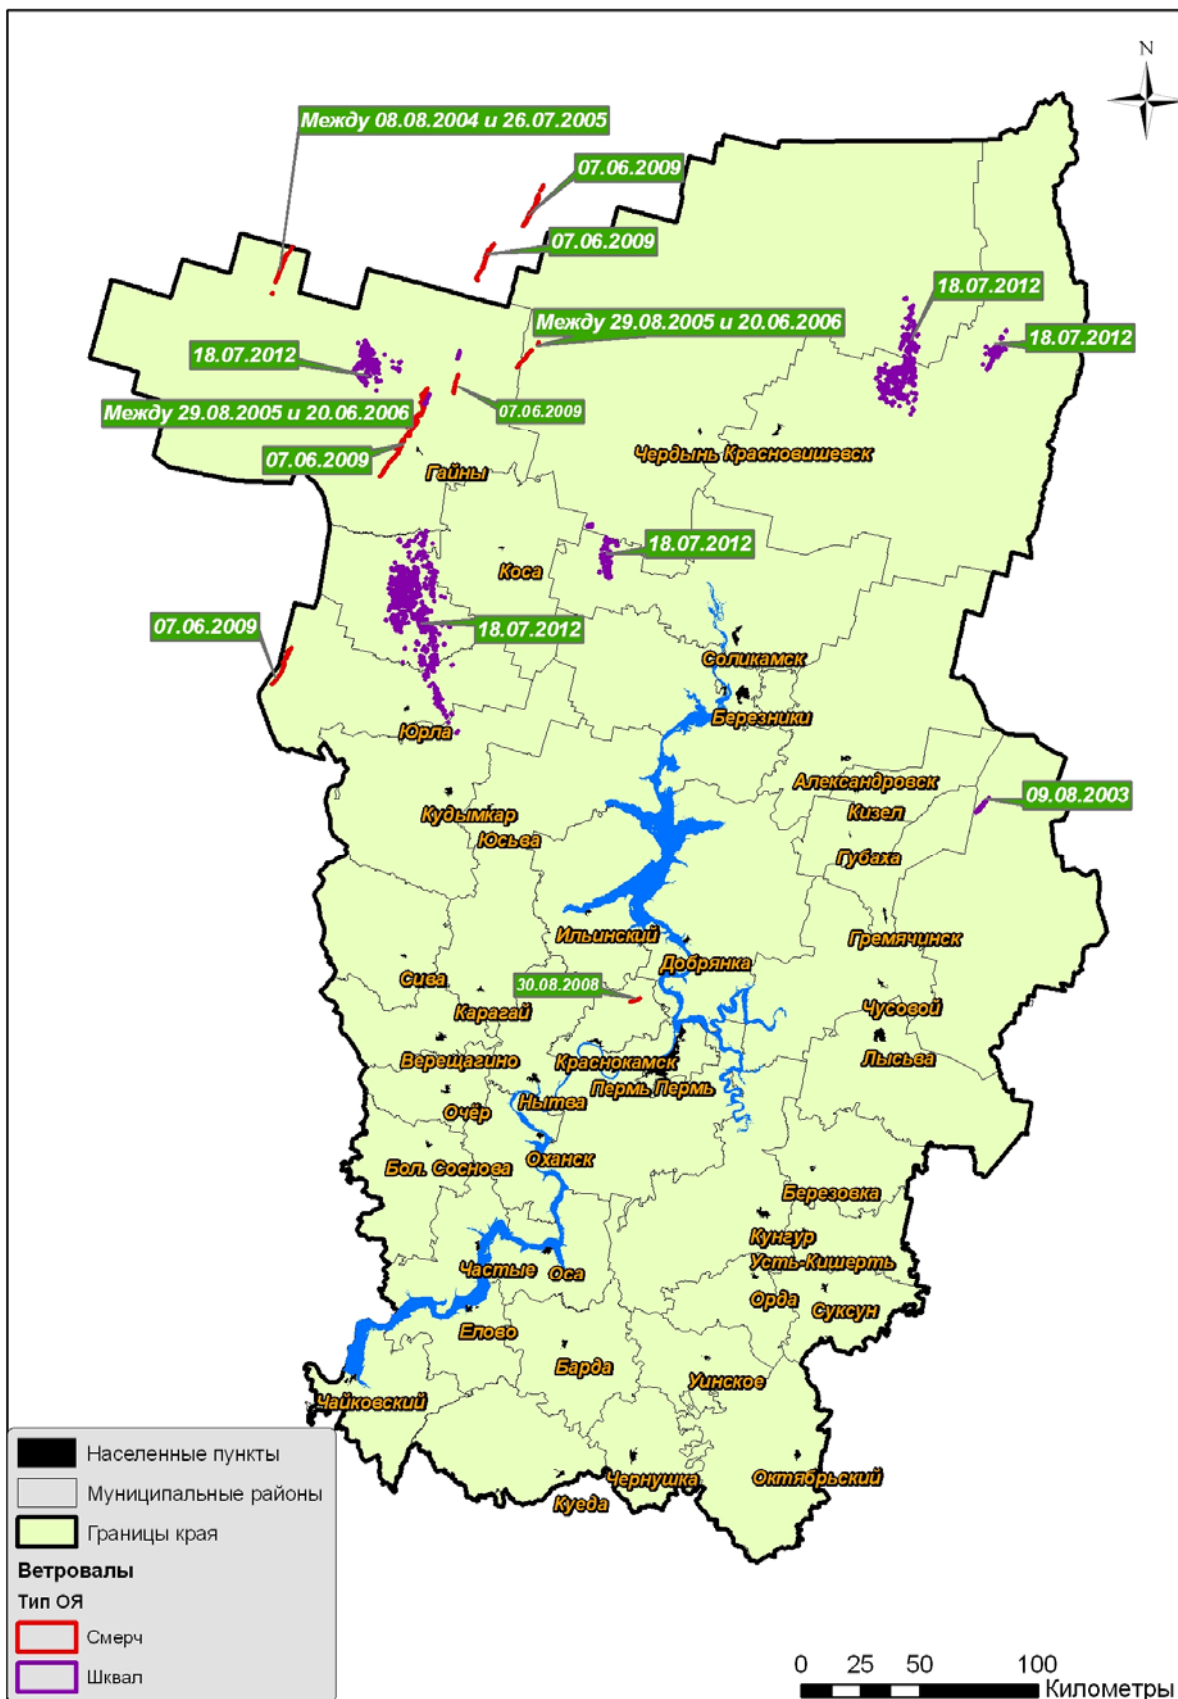 N
Между 08.08.2004 и 26.07.2005
07.06.2009
07.06.2009
18.07.2012
Между 29.08.2005 и 20.06.2006
18.07.2012
18.07.2012
Между 29.08.2005 и 20.06.2006
07.06.2009
07.06.2009
Гайны
Чердынь
Красновишевск
18.07.2012
Коса
07.06.2009
18.07.2012
Соликамск
Березники
Юрла
Александровск
09.08.2003
Кудымкар
Кизел
Юсьва
Губаха
Ильинский
Гремячинск
Добрянка
Сива
30.08.2008
Карагай
Чусовой
Верещагино
Краснокамск
Лысьва
Пермь
Пермь
Нытва
Очёр
Оханск
Бол. Соснова
Березовка
Кунгур
Усть-Кишерть
Частые
Оса
Орда
Суксун
Елово
Барда
Уинское
Чайковский
Чернушка
Октябрьский
Куеда
Населенные пункты
Муниципальные районы
Границы края
Ветровалы
Тип ОЯ
Смерч
Шквал
0 25 50 100
Километры